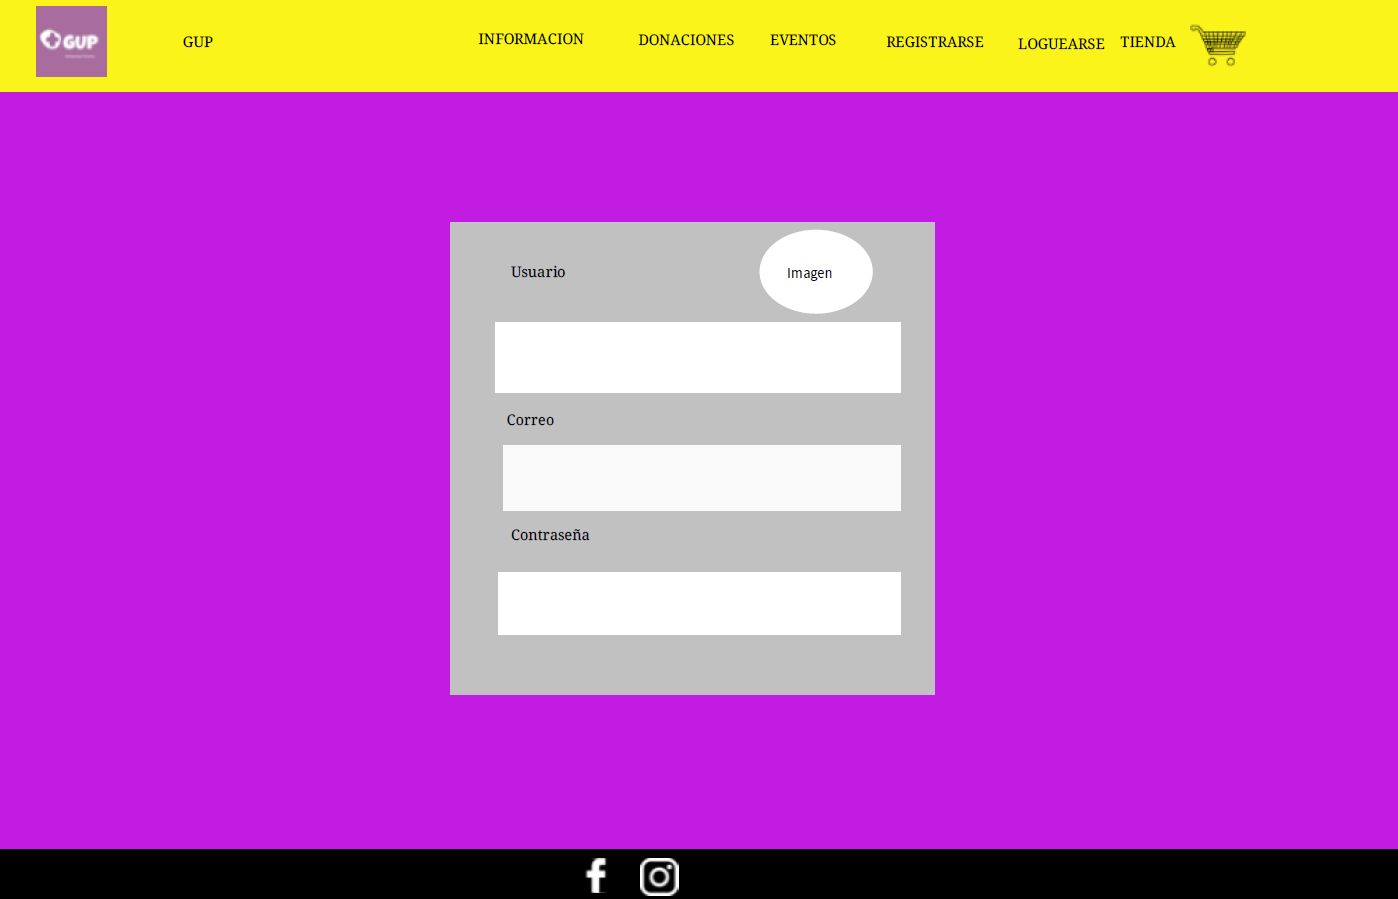 GUP
GUP
INFORMACION
DONACIONES
EVENTOS
REGISTRARSE
LOGUEARSE
TIENDA
Usuario
Imagen
Correo
Contraseña